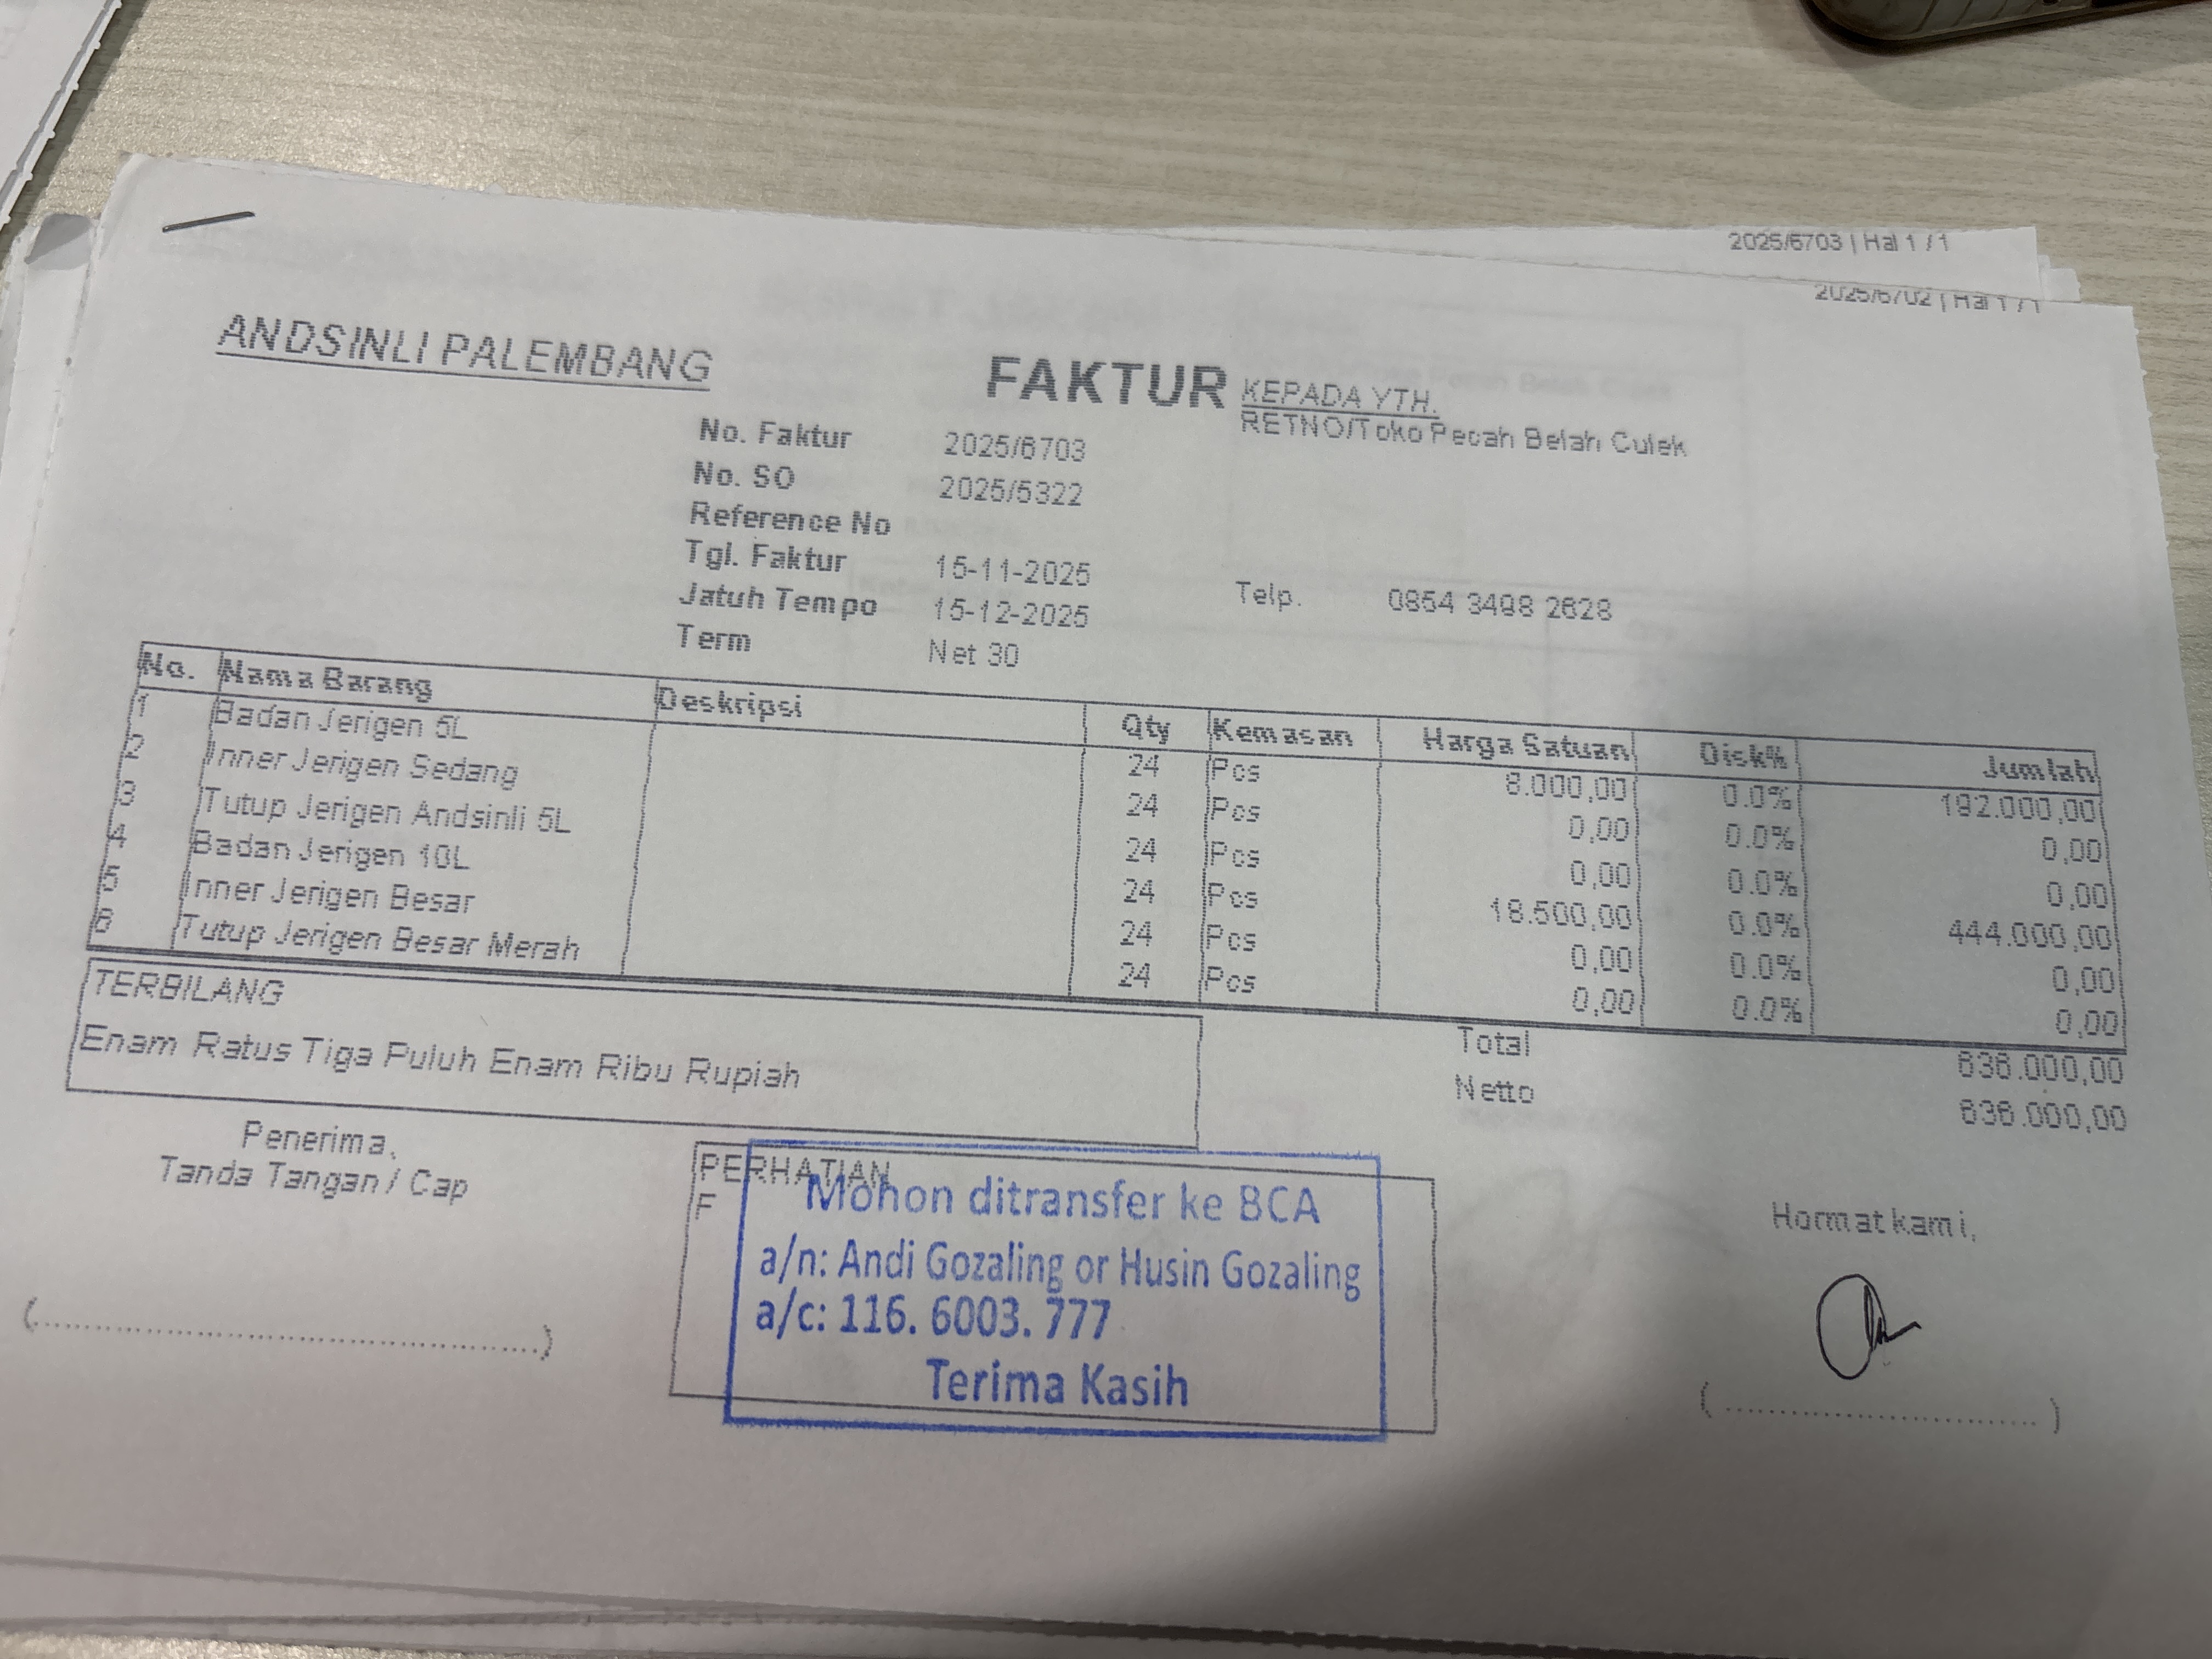 2025/6703 | Hal 1 / 1
2025/6702 | Hal 1 / 1
ANDSINLI PALEMBANG
FAKTUR
KEPADA YTH.
RETNO/Toko Pecah Belah Culek
No. Faktur 2025/6703
No. SO 2025/5322
Reference No
Tgl. Faktur 15-11-2025
Jatuh Tempo 15-12-2025
Term Net 30
Telp. 0854 3498 2628
No. Nama Barang Deskripsi Qty Kemasan Harga Satuan Disk% Jumlah
1 Badan Jerigen 5L 24 Pcs 8.000,00 0.0% 192.000,00
2 Inner Jerigen Sedang 24 Pcs 0,00 0.0% 0,00
3 Tutup Jerigen Andsinli 5L 24 Pcs 0,00 0.0% 0,00
4 Badan Jerigen 10L 24 Pcs 18.500,00 0.0% 444.000,00
5 Inner Jerigen Besar 24 Pcs 0,00 0.0% 0,00
6 Tutup Jerigen Besar Merah 24 Pcs 0,00 0.0% 0,00
TERBILANG
Enam Ratus Tiga Puluh Enam Ribu Rupiah
Total 636.000,00
Netto 636.000,00
Penerima,
Tanda Tangan / Cap
(........................................)
PERHATIAN
F
Mohon ditransfer ke BCA
a/n: Andi Gozaling or Husin Gozaling
a/c: 116. 6003. 777
Terima Kasih
Hormat kami,
(............................)